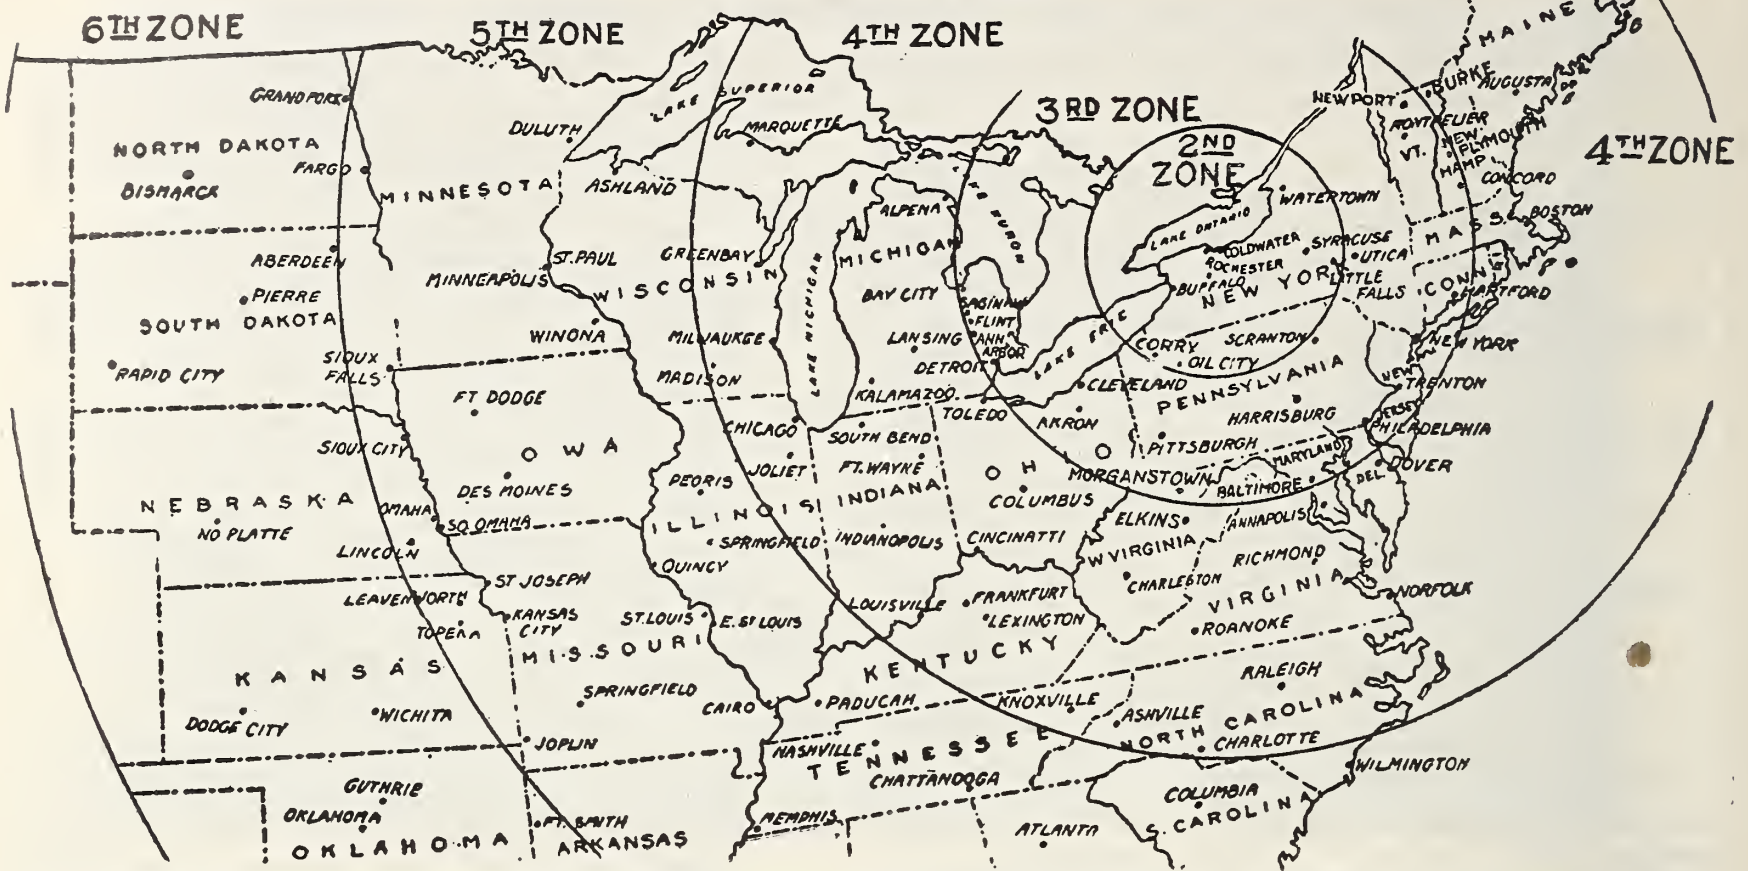 6TH ZONE
5TH ZONE
4TH ZONE
3RD ZONE
2ND
ZONE
4TH ZONE
MAINE
BURKE
AUGUSTA
NEWPORT
VT.
NEW.
PLYMOUTH
HAMP
CONCORD
GRANDFORK
NORTH DAKOTA
FARGO
BISMARCK
MINNESOTA
DULUTH
LAKE SUPERIOR
MARQUETTE
ASHLAND
ALPENA
LAKE HURON
WATERTOWN
LAKE ONTARIO
COLDWATER
ROCHESTER
SYRACUSE
UTICA
LITTLE
FALLS
BUFFALO
NEW YORK
MASS.
BOSTON
CONN
HARTFORD
ABERDEEN
PIERRE
SOUTH DAKOTA
RAPID CITY
SIOUX
FALLS
MINNEAPOLIS
ST.PAUL
GREENBAY
WISCONSIN
WINONA
MILWAUKEE
MADISON
LAKE MICHIGAN
MICHIGAN
BAY CITY
SAGINAW
FLINT
LANSING
ANN
ARBOR
DETROIT
KALAMAZOO.
TOLEDO
LAKE ERIE
CORRY
OIL CITY
SCRANTON
CLEVELAND
PENNSYLVANIA
NEW YORK
NEW
JERSEY
TRENTON
PHILADELPHIA
HARRISBURG
AKRON
PITTSBURGH
OHIO
MORGANSTOWN
MARYLAND
BALTIMORE
DEL
DOVER
FT DODGE
SIOUX CITY
OWA
DES MOINES
CHICAGO
JOLIET
PEORIS
SOUTH BEND
FT.WAYNE
ILLINOIS
INDIANA
COLUMBUS
NEBRASKA
NO PLATTE
OMAHA
SO.OMAHA
LINCOLN
SPRINGFIELD
INDIANOPOLIS
CINCINATTI
ELKINS
ANNAPOLIS
W VIRGINIA
RICHMOND
QUINCY
ST JOSEPH
LEAVENWORTH
KANSAS
CITY
TOPEKA
ST.LOUIS
E.ST LOUIS
LOUISVILLE
FRANKFURT
LEXINGTON
CHARLESTON
VIRGINIA
NORFOLK
ROANOKE
KANSAS
MISSOURI
KENTUCKY
RALEIGH
SPRINGFIELD
CAIRO
PADUCAH
KNOXVILLE
ASHVILLE
NORTH CAROLINA
CHARLOTTE
DODGE CITY
WICHITA
JOPLIN
NASHVILLE
TENNESSEE
CHATTANOOGA
WILMINGTON
GUTHRIE
OKLAHOMA
OKLAHOMA
FT. SMITH
ARKANSAS
MEMPHIS
ATLANTA
COLUMBIA
S. CAROLINA